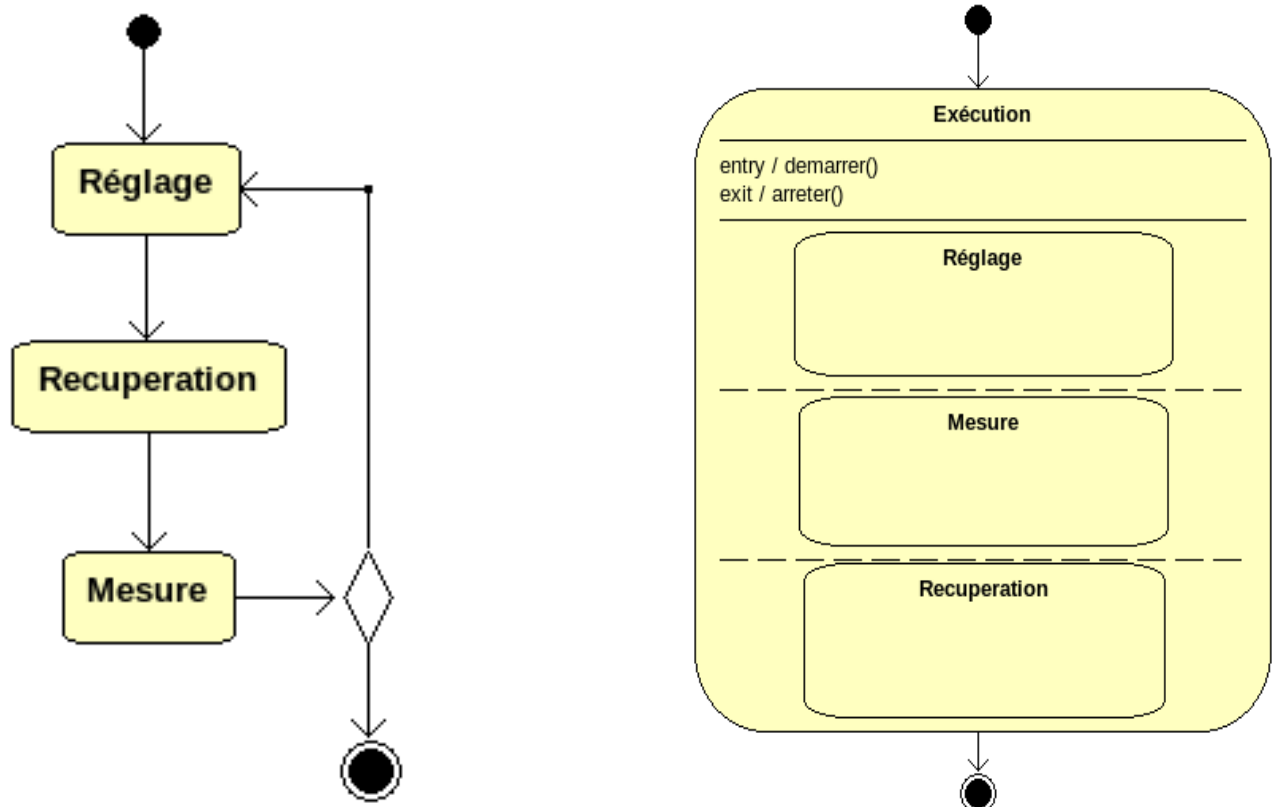 Réglage
Recuperation
Mesure
Exécution
entry / demarrer()
exit / arreter()
Réglage
Mesure
Recuperation